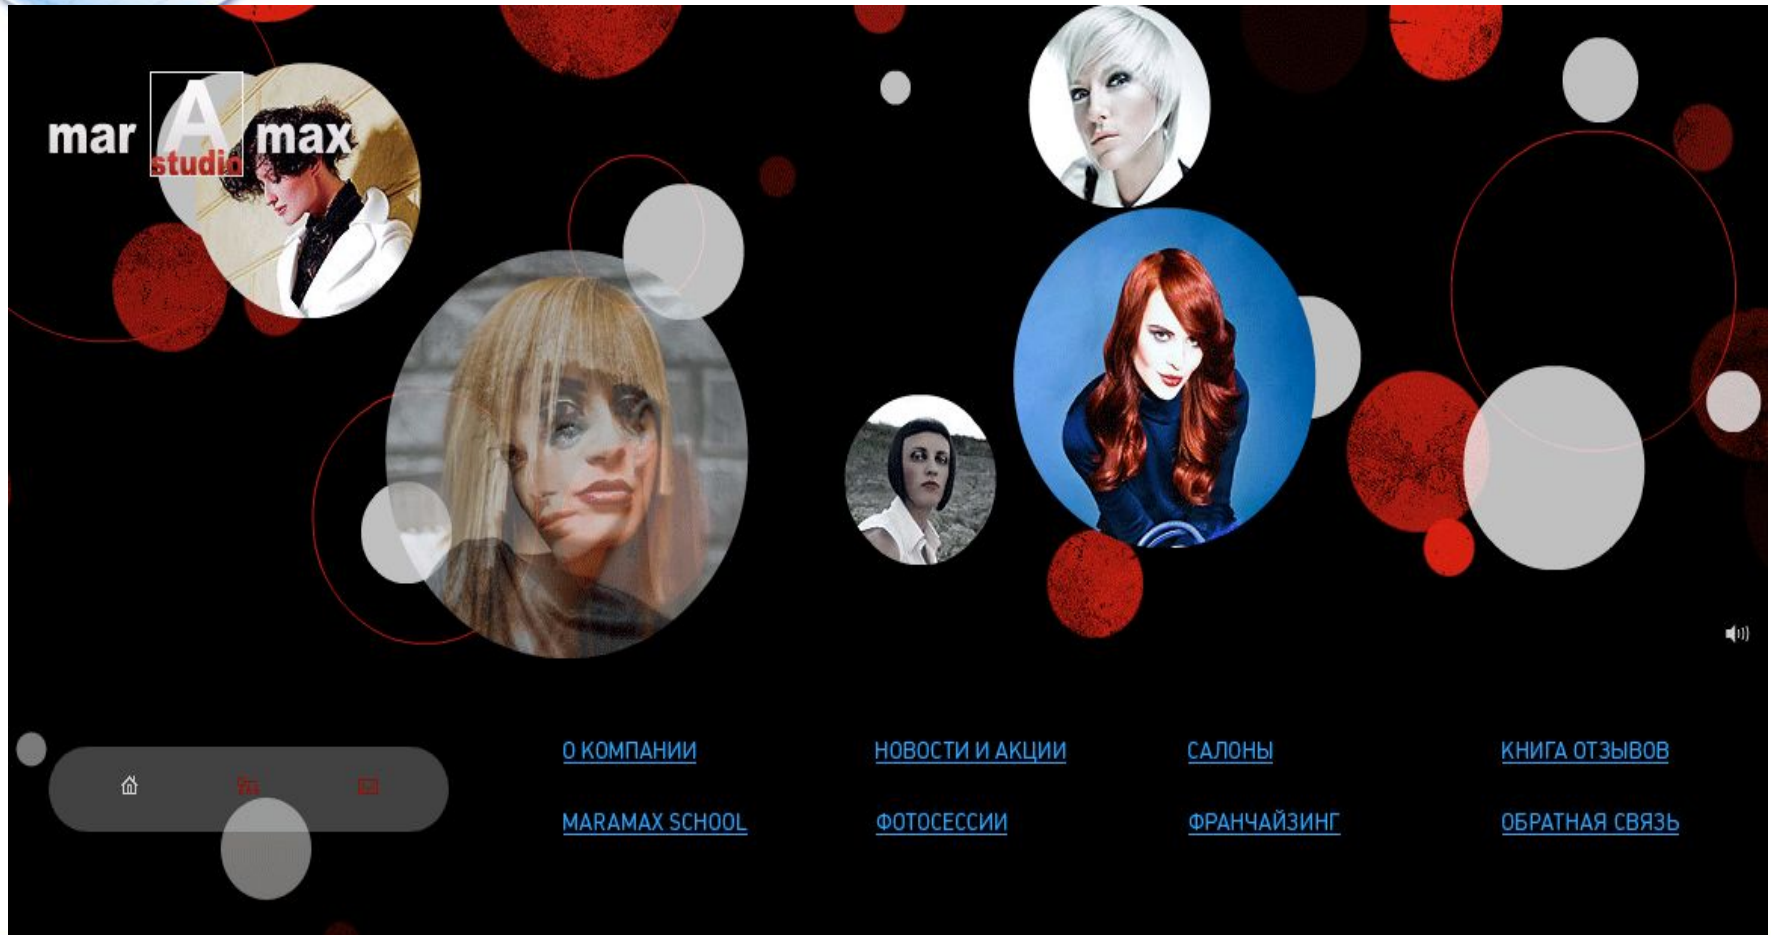 mar A max
studio
О КОМПАНИИ
НОВОСТИ И АКЦИИ
САЛОНЫ
КНИГА ОТЗЫВОВ
MARAMAX SCHOOL
ФОТОСЕССИИ
ФРАНЧАЙЗИНГ
ОБРАТНАЯ СВЯЗЬ